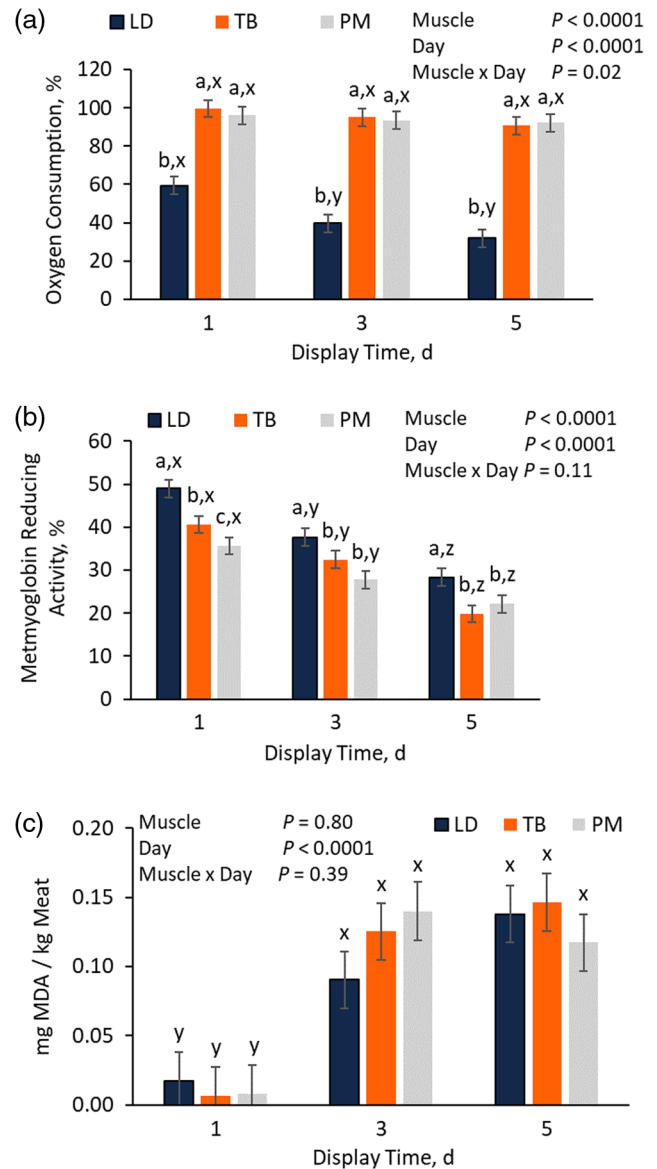 (a)
LD TB PM
Muscle P < 0.0001
Day P < 0.0001
Muscle x Day P = 0.02
Oxygen Consumption, %
120
100
80
60
40
20
0
b,x a,x a,x
b,y a,x a,x
b,y a,x a,x
1 3 5
Display Time, d
(b)
LD TB PM
Muscle P < 0.0001
Day P < 0.0001
Muscle x Day P = 0.11
Metmyoglobin Reducing
Activity, %
60
50
40
30
20
10
0
a,x b,x c,x
a,y b,y b,y
a,z b,z b,z
1 3 5
Display Time, d
(c)
Muscle P = 0.80
Day P < 0.0001
Muscle x Day P = 0.39
LD TB PM
mg MDA / kg Meat
0.20
0.15
0.10
0.05
0.00
y y y
x x x
x x x
1 3 5
Display Time, d